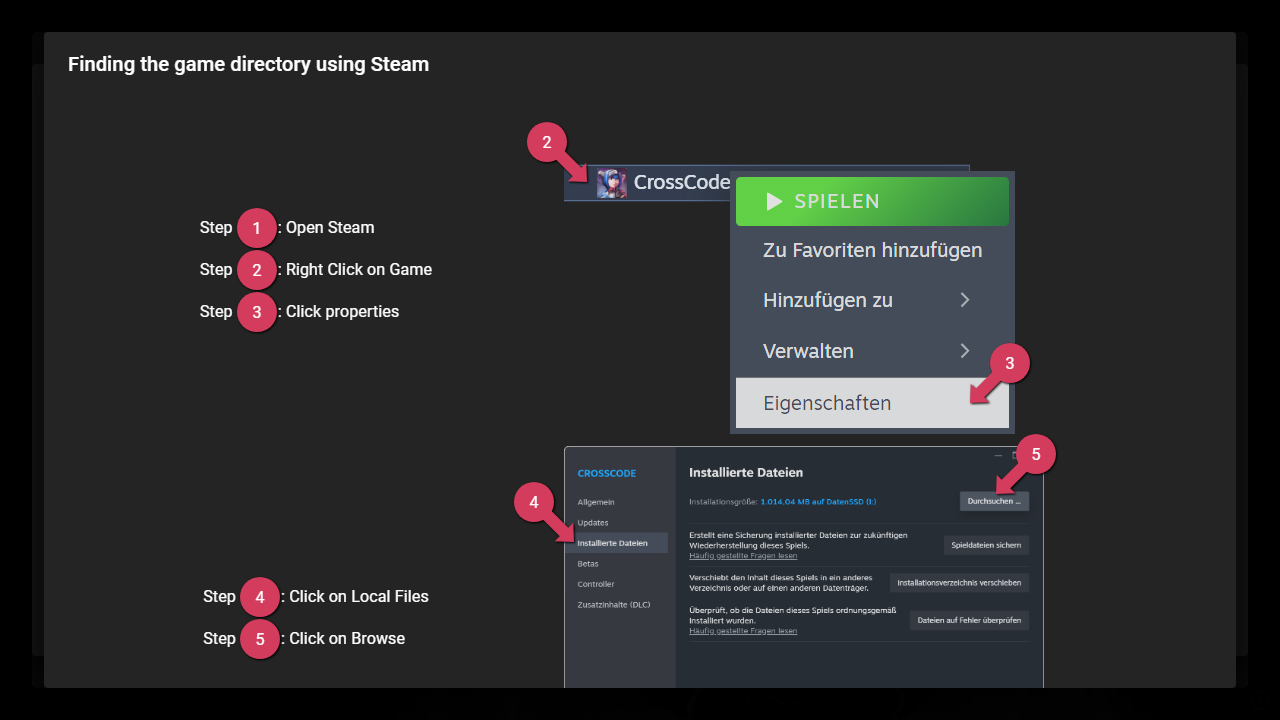 Finding the game directory using Steam
2
CrossCode
SPIELEN
Zu Favoriten hinzufügen
Hinzufügen zu
Verwalten
3
Eigenschaften
Step 1 : Open Steam
Step 2 : Right Click on Game
Step 3 : Click properties
5
4
CROSSCODE
Allgemein
Updates
Installierte Dateien
Betas
Controller
Zusatzinhalte (DLC)
Installierte Dateien
Installationsgröße: 1.014,04 MB auf DatenSSD (I:)
Durchsuchen ...
Erstellt eine Sicherung installierter Dateien zur zukünftigen
Wiederherstellung dieses Spiels.
Häufig gestellte Fragen lesen
Spieldateien sichern
Verschiebt den Inhalt dieses Spiels in ein anderes
Verzeichnis oder auf einen anderen Datenträger.
Installationsverzeichnis verschieben
Überprüft, ob die Dateien dieses Spiels ordnungsgemäß
installiert wurden.
Häufig gestellte Fragen lesen
Dateien auf Fehler überprüfen
Step 4 : Click on Local Files
Step 5 : Click on Browse